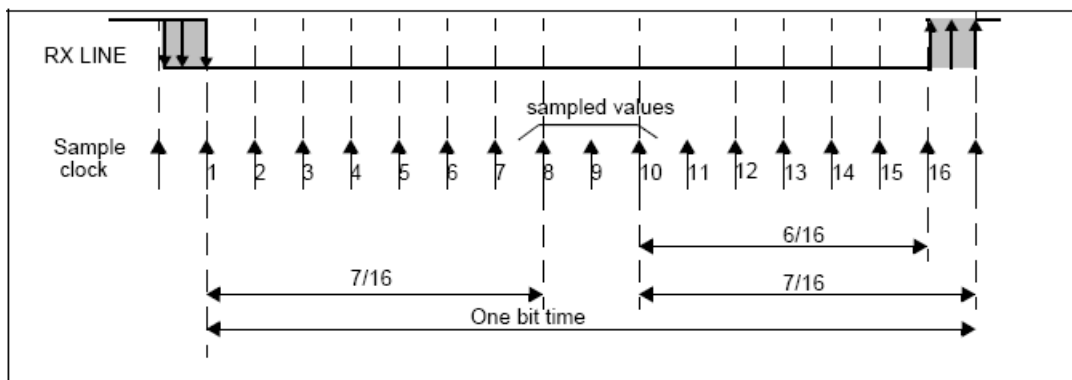 RX LINE
sampled values
Sample
clock
1 2 3 4 5 6 7 8 9 10 11 12 13 14 15 16
6/16
7/16
7/16
One bit time